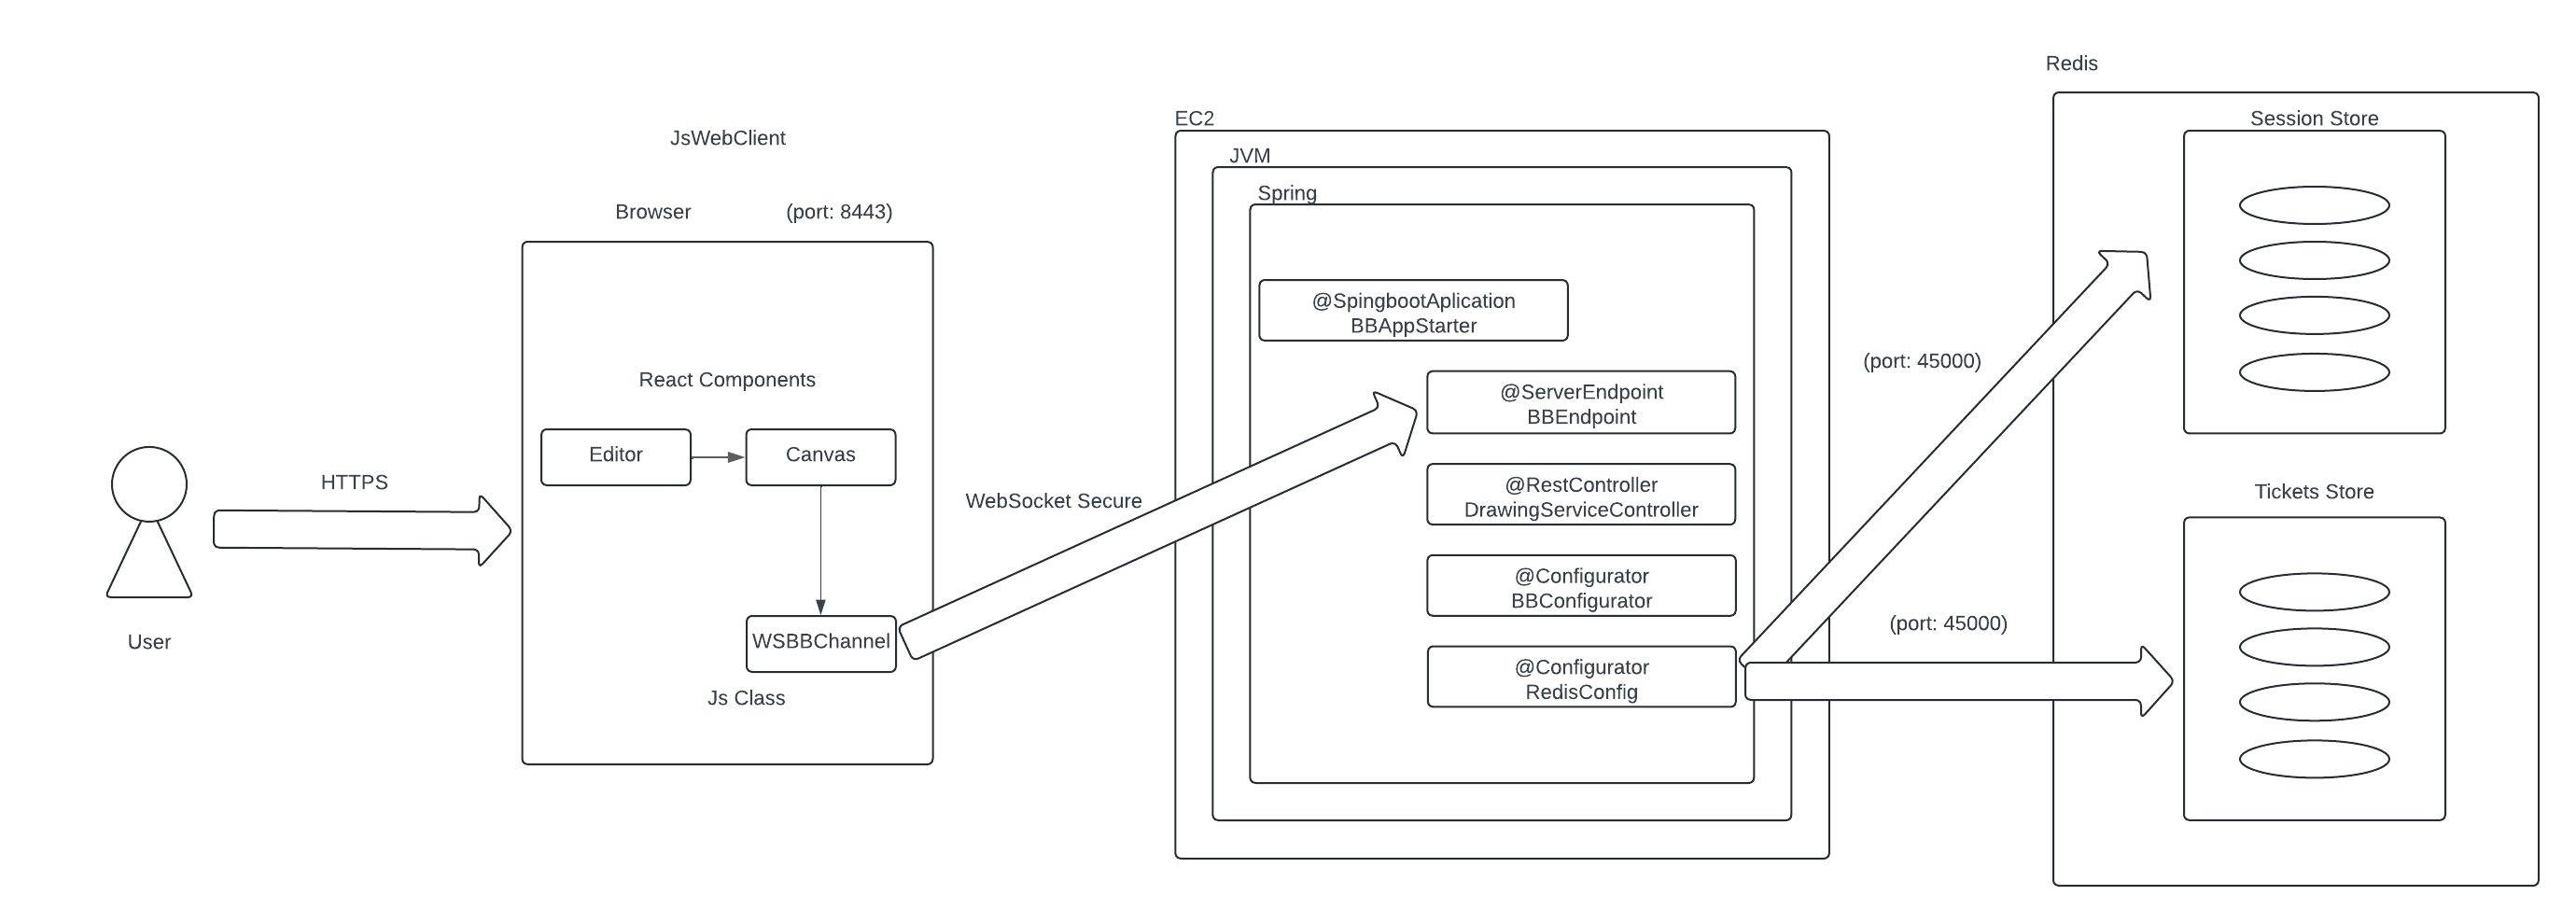 Redis
EC2
Session Store
JsWebClient
JVM
Spring
Browser
(port: 8443)
@SpingbootAplication
BBAppStarter
(port: 45000)
React Components
@ServerEndpoint
BBEndpoint
Editor
Canvas
HTTPS
WebSocket Secure
@RestController
DrawingServiceController
Tickets Store
@Configurator
BBConfigurator
(port: 45000)
User
WSBBChannel
@Configurator
RedisConfig
Js Class